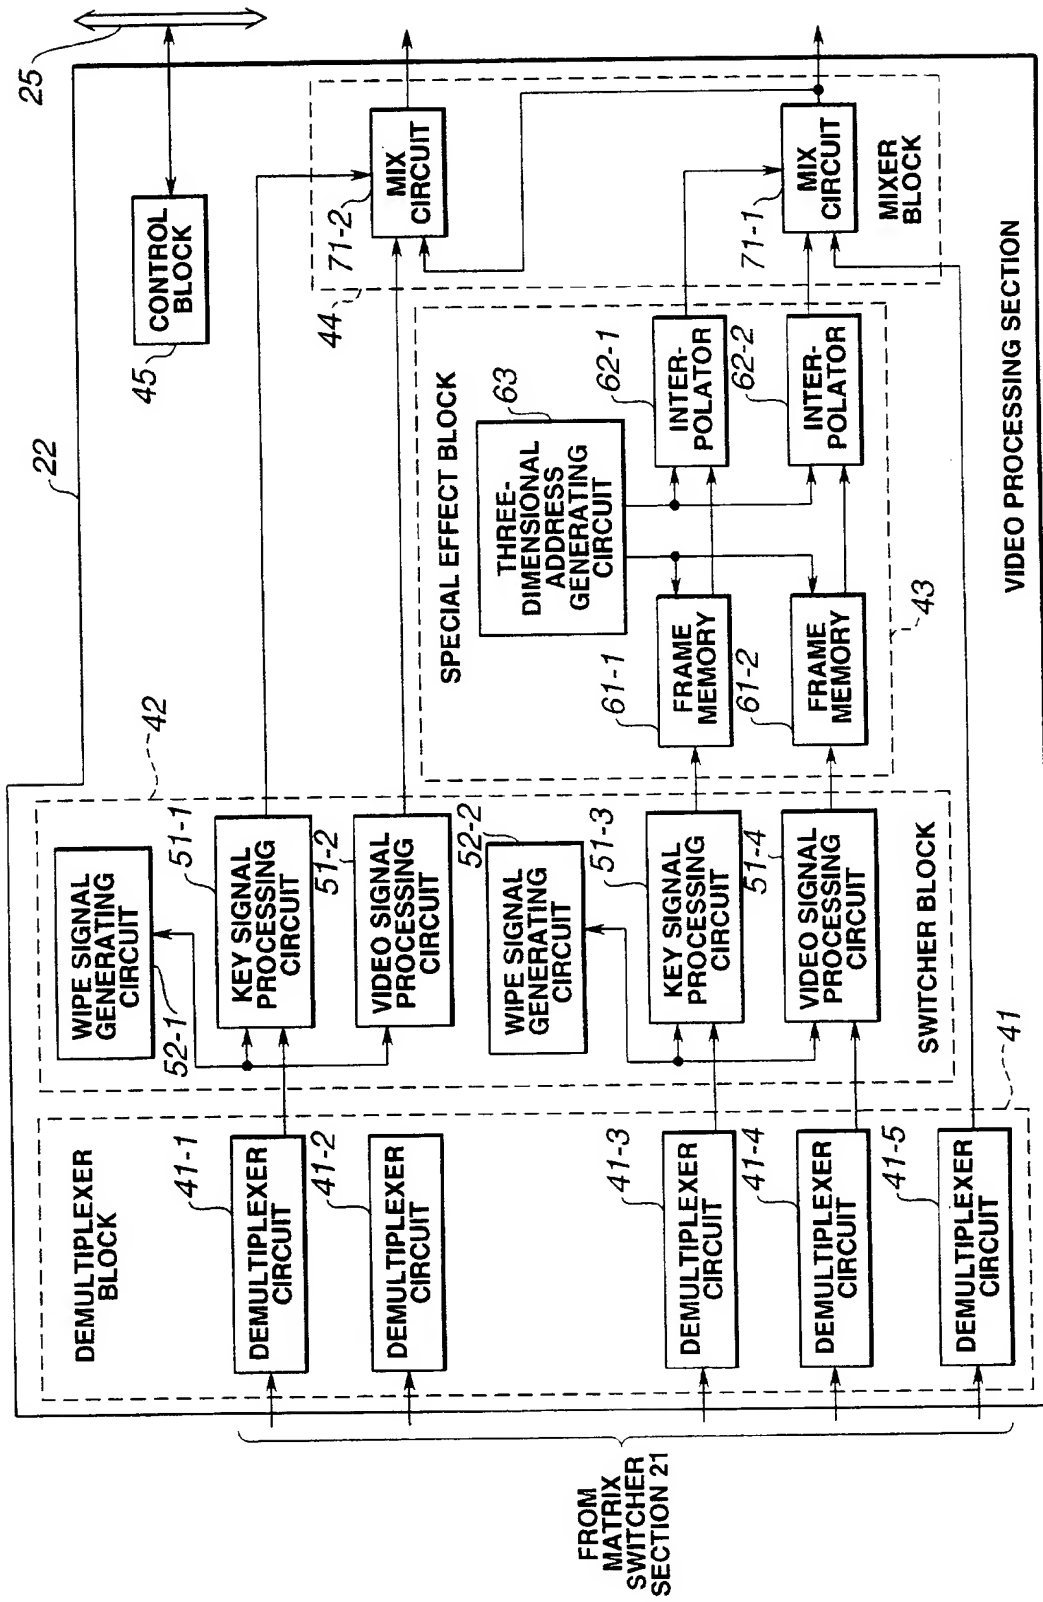 25
22
CONTROL
BLOCK
45
DEMULTIPLEXER
BLOCK
41-1
DEMULTIPLEXER
CIRCUIT
41-2
DEMULTIPLEXER
CIRCUIT
41-3
DEMULTIPLEXER
CIRCUIT
41-4
DEMULTIPLEXER
CIRCUIT
41-5
DEMULTIPLEXER
CIRCUIT
41
FROM
MATRIX
SWITCHER
SECTION 21
42
WIPE SIGNAL
GENERATING
CIRCUIT
52-1
51-1
KEY SIGNAL
PROCESSING
CIRCUIT
51-2
VIDEO SIGNAL
PROCESSING
CIRCUIT
52-2
WIPE SIGNAL
GENERATING
CIRCUIT
51-3
KEY SIGNAL
PROCESSING
CIRCUIT
51-4
VIDEO SIGNAL
PROCESSING
CIRCUIT
SWITCHER BLOCK
SPECIAL EFFECT BLOCK
63
THREE-
DIMENSIONAL
ADDRESS
GENERATING
CIRCUIT
61-1
FRAME
MEMORY
61-2
FRAME
MEMORY
62-1
INTER-
POLATOR
62-2
INTER-
POLATOR
43
44
71-2
MIX
CIRCUIT
71-1
MIX
CIRCUIT
MIXER
BLOCK
VIDEO PROCESSING SECTION